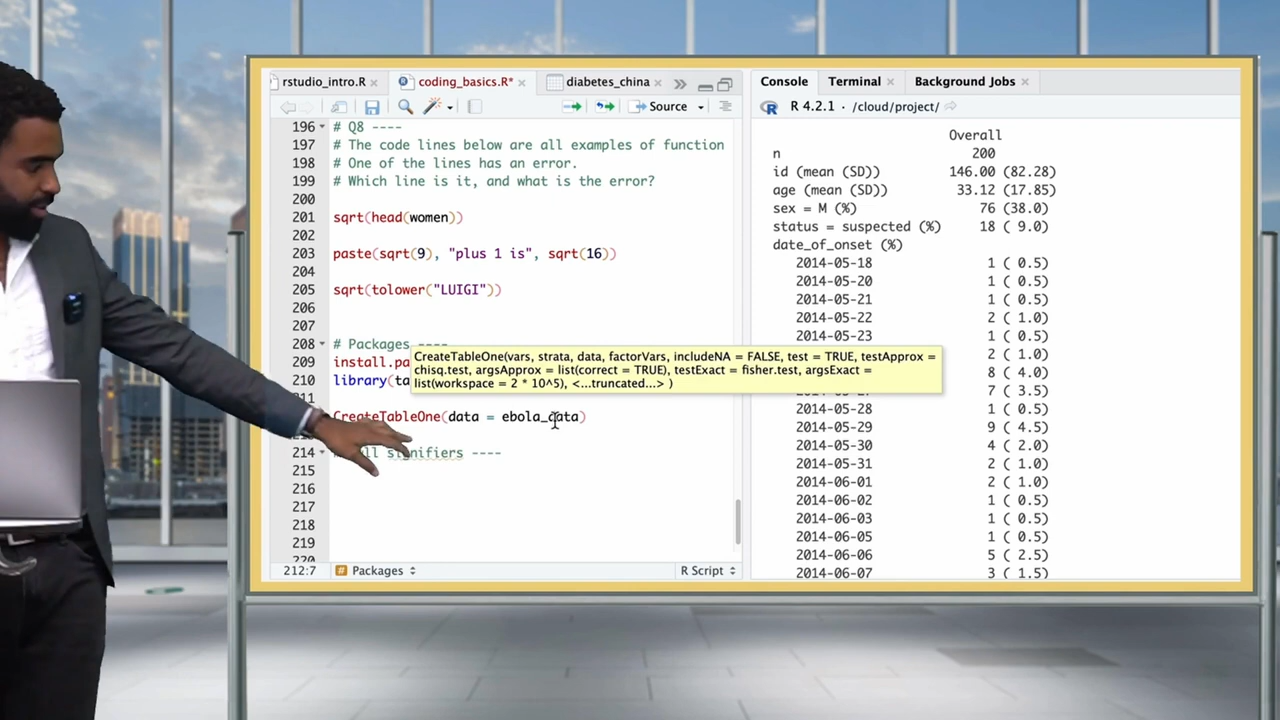 rstudio_intro.R
coding_basics.R*
diabetes_china
Source
196 # Q8 ----
197 # The code lines below are all examples of function
198 # One of the lines has an error.
199 # Which line is it, and what is the error?
200
201 sqrt(head(women))
202
203 paste(sqrt(9), "plus 1 is", sqrt(16))
204
205 sqrt(tolower("LUIGI"))
206
207
208 # Packages ----
209 install.pa
210 library(ta
CreateTableOne(vars, strata, data, factorVars, includeNA = FALSE, test = TRUE, testApprox =
chisq.test, argsApprox = list(correct = TRUE), testExact = fisher.test, argsExact =
list(workspace = 2 * 10^5), <...truncated...> )
CreateTableOne(data = ebola_data)
214 signifiers ----
215
216
217
218
219
220
212:7 # Packages R Script
Console Terminal Background Jobs
R R 4.2.1 · /cloud/project/
Overall
n 200
id (mean (SD)) 146.00 (82.28)
age (mean (SD)) 33.12 (17.85)
sex = M (%) 76 (38.0)
status = suspected (%) 18 ( 9.0)
date_of_onset (%)
2014-05-18 1 ( 0.5)
2014-05-20 1 ( 0.5)
2014-05-21 1 ( 0.5)
2014-05-22 2 ( 1.0)
2014-05-23 1 ( 0.5)
2 ( 1.0)
8 ( 4.0)
7 ( 3.5)
2014-05-28 1 ( 0.5)
2014-05-29 9 ( 4.5)
2014-05-30 4 ( 2.0)
2014-05-31 2 ( 1.0)
2014-06-01 2 ( 1.0)
2014-06-02 1 ( 0.5)
2014-06-03 1 ( 0.5)
2014-06-05 1 ( 0.5)
2014-06-06 5 ( 2.5)
2014-06-07 3 ( 1.5)